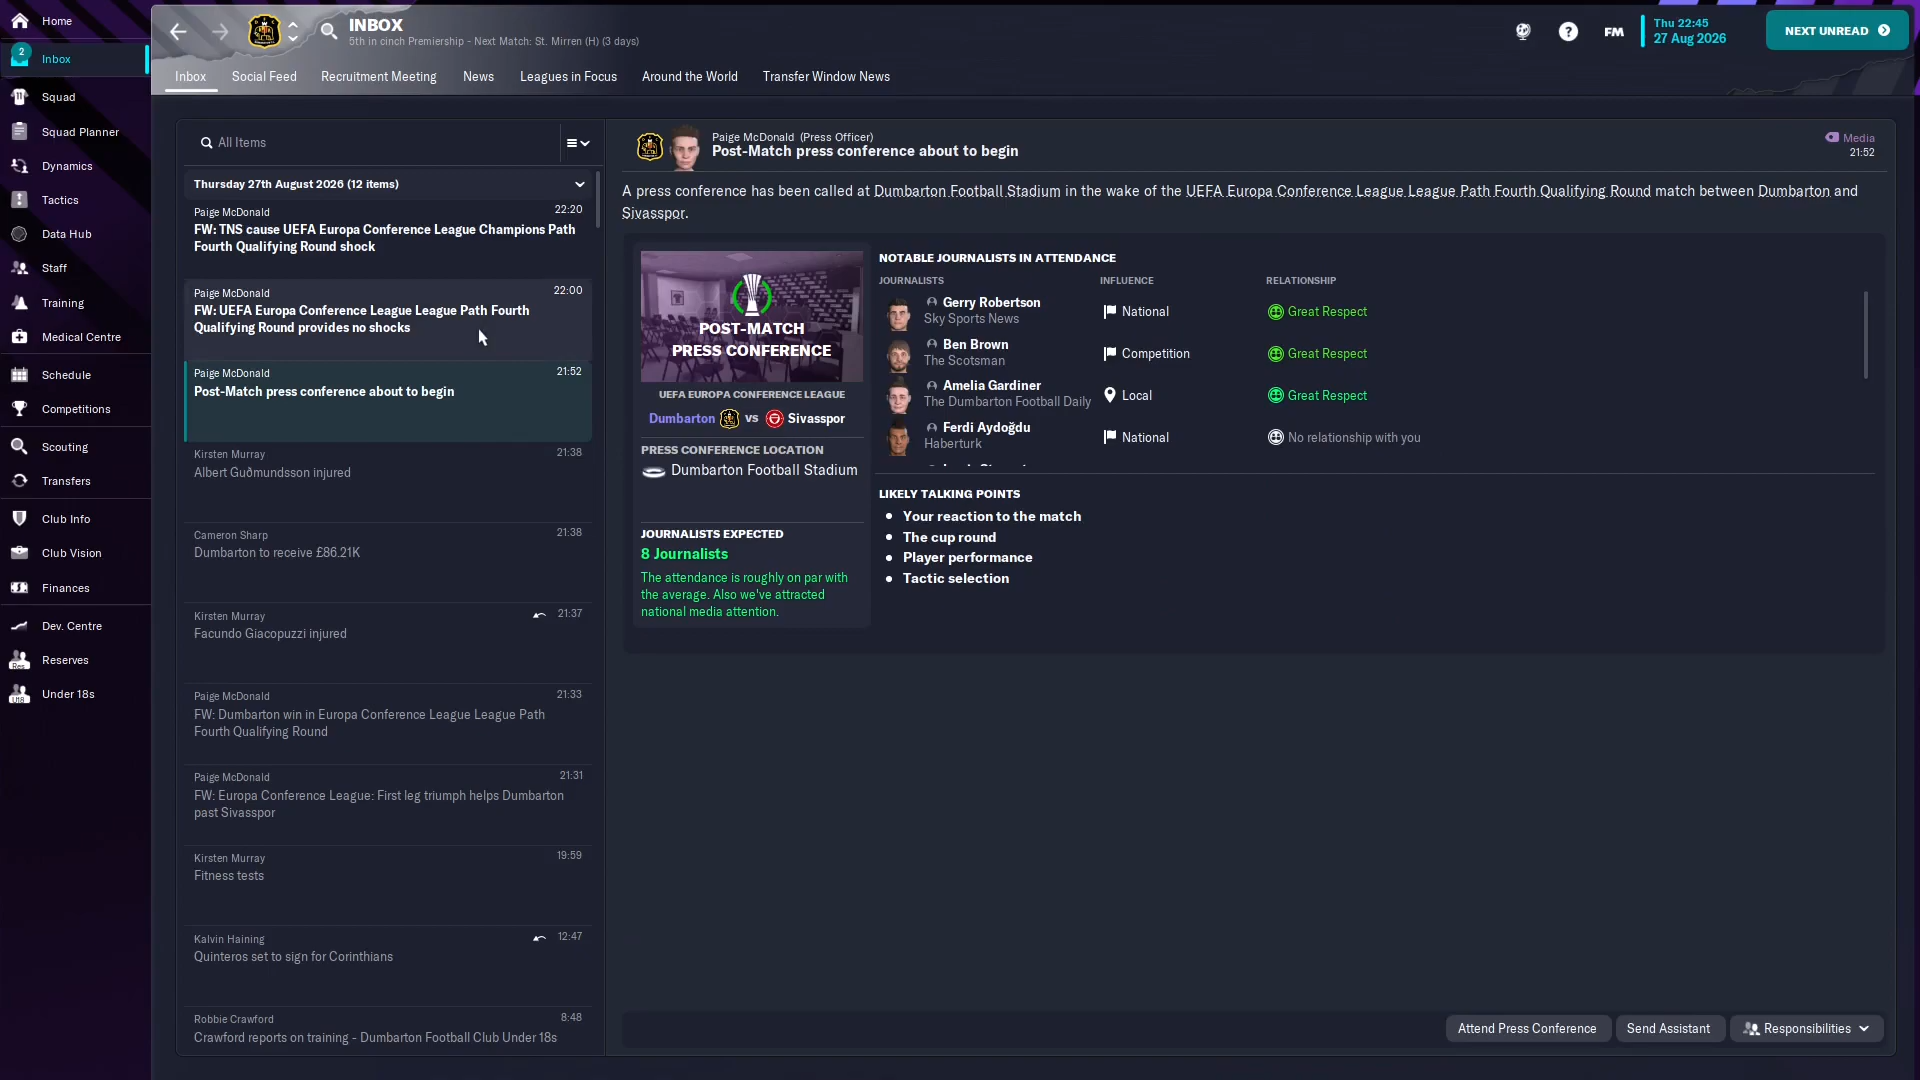 Home
2
Inbox
Squad
Squad Planner
Dynamics
Tactics
Data Hub
Staff
Training
Medical Centre
Schedule
Competitions
Scouting
Transfers
Club Info
Club Vision
Finances
Dev. Centre
Reserves
Under 18s
INBOX
5th in cinch Premiership - Next Match: St. Mirren (H) (3 days)
FM
Thu 22:45
27 Aug 2026
NEXT UNREAD
Inbox Social Feed Recruitment Meeting News Leagues in Focus Around the World Transfer Window News
All Items
Thursday 27th August 2026 (12 items)
Paige McDonald 22:20
FW: TNS cause UEFA Europa Conference League Champions Path
Fourth Qualifying Round shock
Paige McDonald 22:00
FW: UEFA Europa Conference League League Path Fourth
Qualifying Round provides no shocks
Paige McDonald 21:52
Post-Match press conference about to begin
Kirsten Murray 21:38
Albert Guðmundsson injured
Cameron Sharp 21:38
Dumbarton to receive £86.21K
Kirsten Murray 21:37
Facundo Giacopuzzi injured
Paige McDonald 21:33
FW: Dumbarton win in Europa Conference League League Path
Fourth Qualifying Round
Paige McDonald 21:31
FW: Europa Conference League: First leg triumph helps Dumbarton
past Sivasspor
Kirsten Murray 19:59
Fitness tests
Kalvin Haining 12:47
Quinteros set to sign for Corinthians
Robbie Crawford 8:48
Crawford reports on training - Dumbarton Football Club Under 18s
Paige McDonald (Press Officer)
Post-Match press conference about to begin
Media
21:52
A press conference has been called at Dumbarton Football Stadium in the wake of the UEFA Europa Conference League League Path Fourth Qualifying Round match between Dumbarton and
Sivasspor.
POST-MATCH
PRESS CONFERENCE
UEFA EUROPA CONFERENCE LEAGUE
Dumbarton vs Sivasspor
PRESS CONFERENCE LOCATION
Dumbarton Football Stadium
JOURNALISTS EXPECTED
8 Journalists
The attendance is roughly on par with
the average. Also we've attracted
national media attention.
NOTABLE JOURNALISTS IN ATTENDANCE
JOURNALISTS INFLUENCE RELATIONSHIP
Gerry Robertson
Sky Sports News
National Great Respect
Ben Brown
The Scotsman
Competition Great Respect
Amelia Gardiner
The Dumbarton Football Daily
Local Great Respect
Ferdi Aydoğdu
Haberturk
National No relationship with you
LIKELY TALKING POINTS
• Your reaction to the match
• The cup round
• Player performance
• Tactic selection
Attend Press Conference Send Assistant Responsibilities